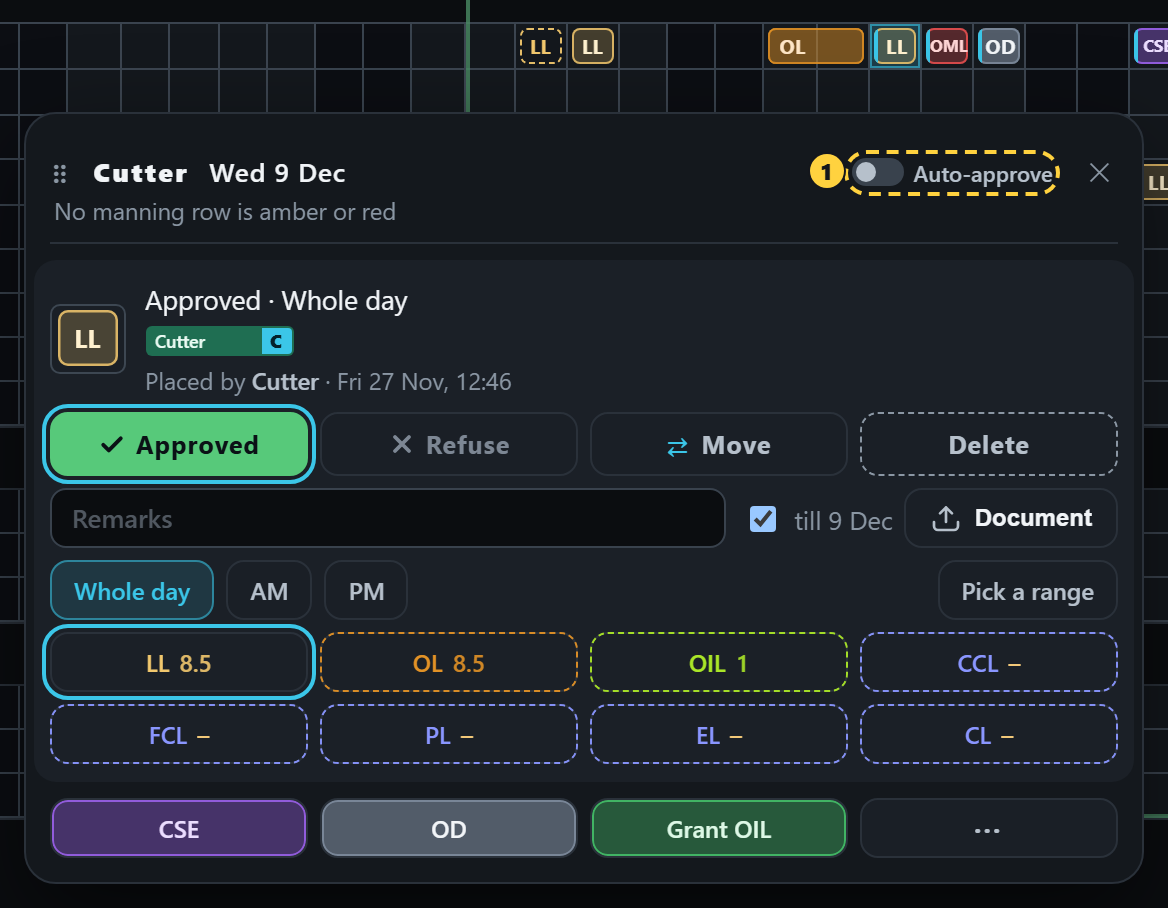 LL LL OL LL OML OD CSE
LL
Cutter Wed 9 Dec 1 Auto-approve
No manning row is amber or red
LL
Approved · Whole day
Cutter C
Placed by Cutter · Fri 27 Nov, 12:46
Approved Refuse Move Delete
Remarks till 9 Dec Document
Whole day AM PM Pick a range
LL 8.5 OL 8.5 OIL 1 CCL –
FCL – PL – EL – CL –
CSE OD Grant OIL ...